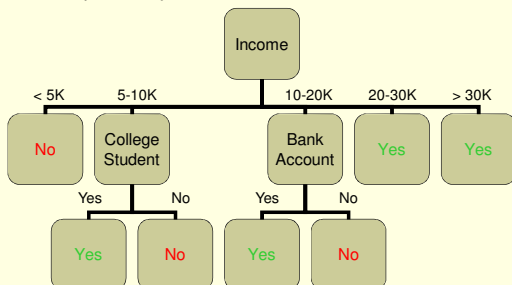 Income
< 5K 5-10K 10-20K 20-30K > 30K
No College Student Bank Account Yes Yes
Yes No Yes No
Yes No Yes No